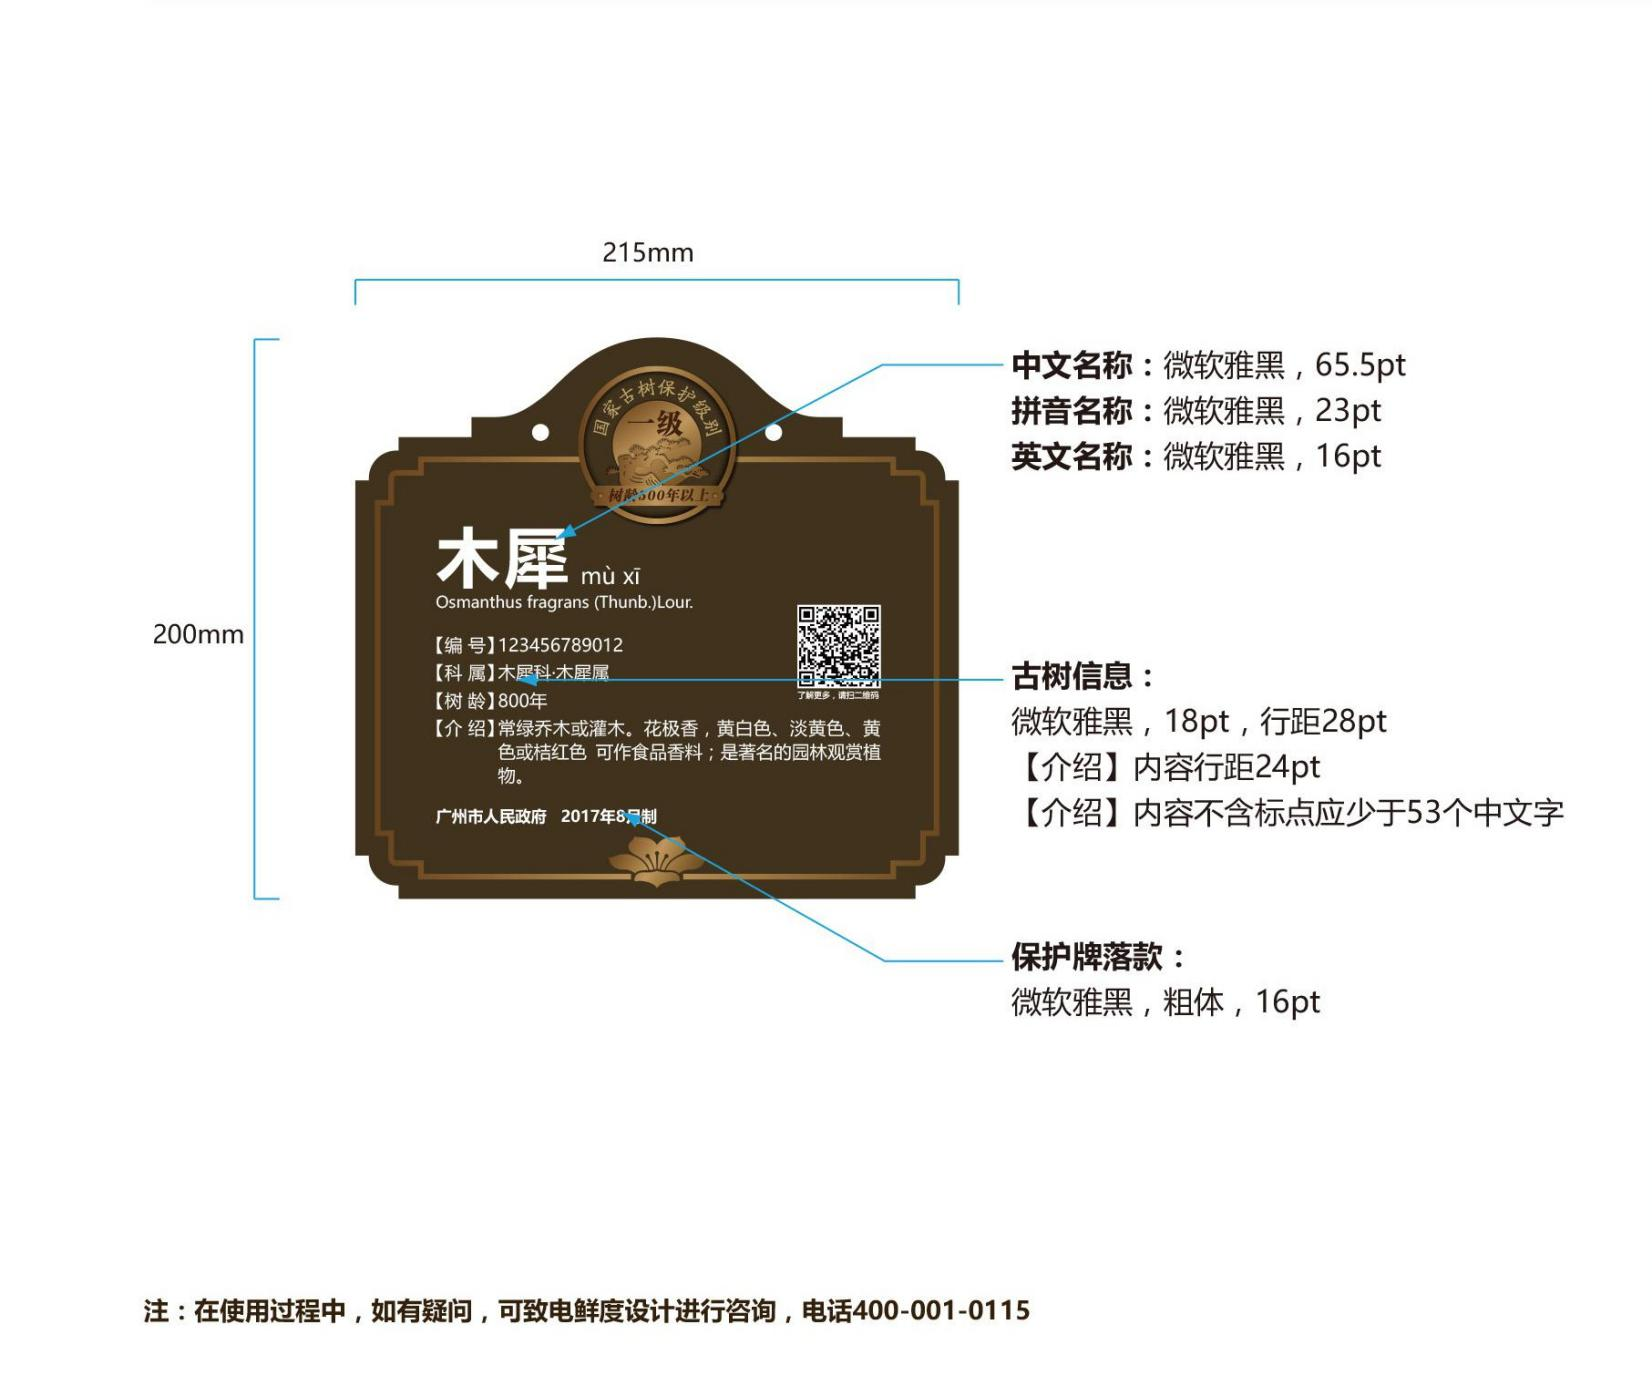 215mm
200mm
国家古树保护级别
一级
树龄500年以上
木犀 mù xī
Osmanthus fragrans (Thunb.)Lour.
【编 号】123456789012
【科 属】木犀科·木犀属
【树 龄】800年
【介 绍】常绿乔木或灌木。花极香，黄白色、淡黄色、黄
色或桔红色 可作食品香料；是著名的园林观赏植
物。
了解更多，请扫二维码
广州市人民政府 2017年8月制
中文名称：微软雅黑，65.5pt
拼音名称：微软雅黑，23pt
英文名称：微软雅黑，16pt
古树信息：
微软雅黑，18pt，行距28pt
【介绍】内容行距24pt
【介绍】内容不含标点应少于53个中文字
保护牌落款：
微软雅黑，粗体，16pt
注：在使用过程中，如有疑问，可致电鲜度设计进行咨询，电话400-001-0115